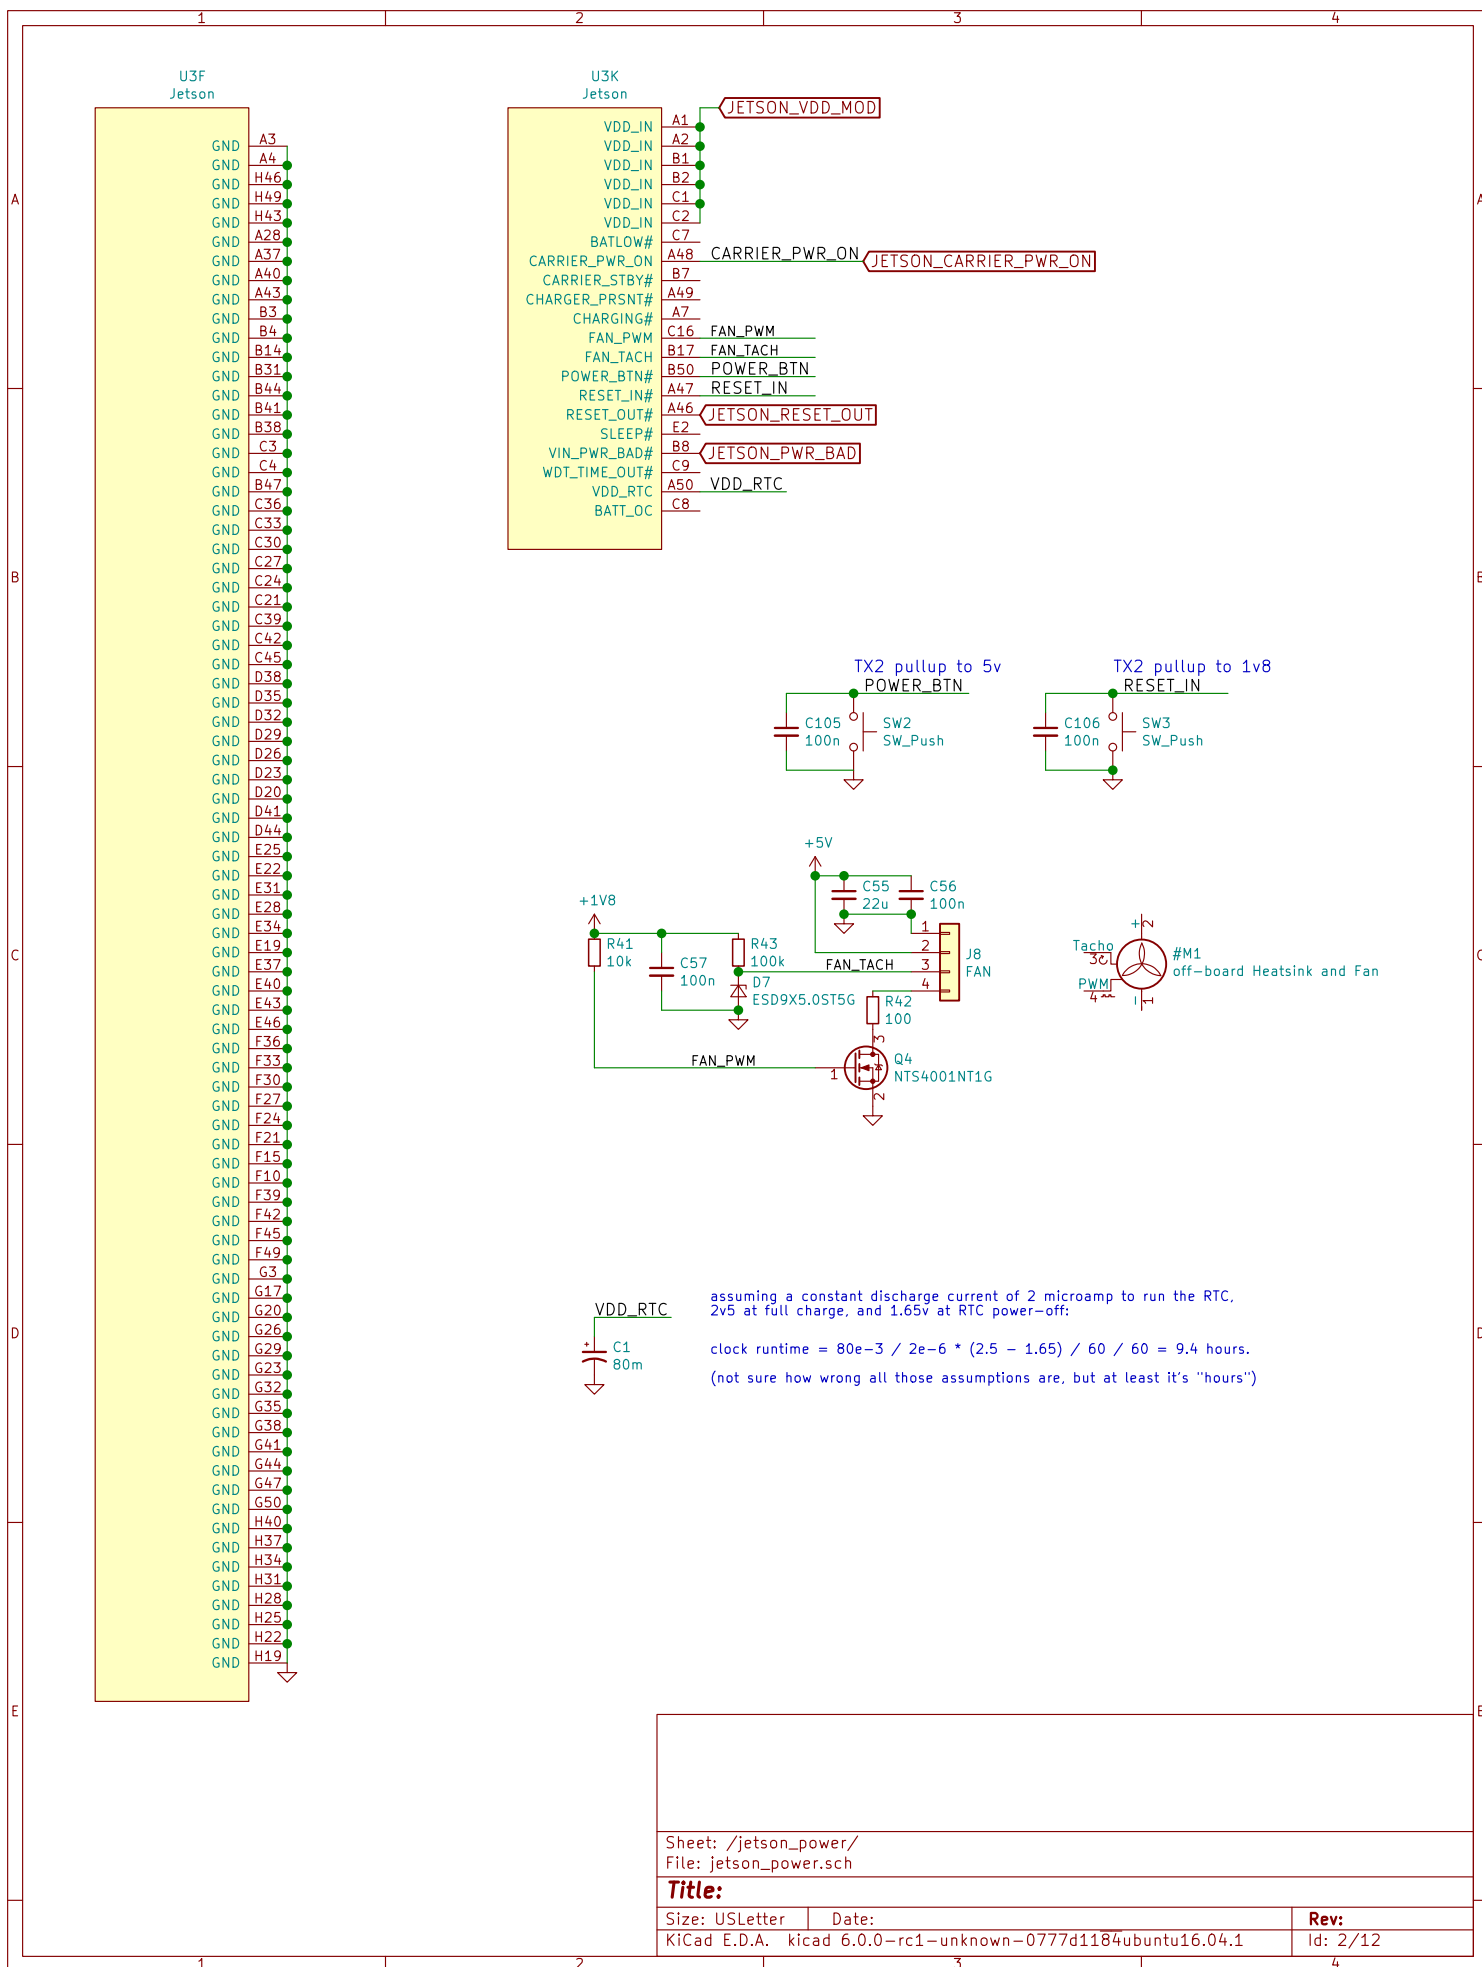 1 2 3 4
U3F
Jetson
GND A3
GND A4
GND H46
GND H49
GND H43
GND A28
GND A37
GND A40
GND A43
GND B3
GND B4
GND B14
GND B31
GND B44
GND B41
GND B38
GND C3
GND C4
GND B47
GND C36
GND C33
GND C30
GND C27
GND C24
GND C21
GND C39
GND C42
GND C45
GND D38
GND D35
GND D32
GND D29
GND D26
GND D23
GND D20
GND D41
GND D44
GND E25
GND E22
GND E31
GND E28
GND E34
GND E19
GND E37
GND E40
GND E43
GND E46
GND F36
GND F33
GND F30
GND F27
GND F24
GND F21
GND F15
GND F10
GND F39
GND F42
GND F45
GND F49
GND G3
GND G17
GND G20
GND G26
GND G29
GND G23
GND G32
GND G35
GND G38
GND G41
GND G44
GND G47
GND G50
GND H40
GND H37
GND H34
GND H31
GND H28
GND H25
GND H22
GND H19
U3K
Jetson
JETSON_VDD_MOD
VDD_IN A1
VDD_IN A2
VDD_IN B1
VDD_IN B2
VDD_IN C1
VDD_IN C2
BATLOW# C7
CARRIER_PWR_ON A48 CARRIER_PWR_ON JETSON_CARRIER_PWR_ON
CARRIER_STBY# B7
CHARGER_PRSNT# A49
CHARGING# A7
FAN_PWM C16 FAN_PWM
FAN_TACH B17 FAN_TACH
POWER_BTN# B50 POWER_BTN
RESET_IN# A47 RESET_IN
RESET_OUT# A46 JETSON_RESET_OUT
SLEEP# E2
VIN_PWR_BAD# B8 JETSON_PWR_BAD
WDT_TIME_OUT# C9
VDD_RTC A50 VDD_RTC
BATT_OC C8
TX2 pullup to 5v
POWER_BTN
C105
100n
SW2
SW_Push
TX2 pullup to 1v8
RESET_IN
C106
100n
SW3
SW_Push
+5V
C55
22u
C56
100n
+1V8
R41
10k
C57
100n
R43
100k
D7
ESD9X5.0ST5G
FAN_TACH
1
2
3
4
J8
FAN
R42
100
FAN_PWM
1
3
2
Q4
NTS4001NT1G
Tacho
3
PWM
4
+
2
-
1
#M1
off-board Heatsink and Fan
VDD_RTC
+
C1
80m
assuming a constant discharge current of 2 microamp to run the RTC,
2v5 at full charge, and 1.65v at RTC power-off:
clock runtime = 80e-3 / 2e-6 * (2.5 - 1.65) / 60 / 60 = 9.4 hours.
(not sure how wrong all those assumptions are, but at least it's "hours")
A
B
C
D
E
Sheet: /jetson_power/
File: jetson_power.sch
Title:
Size: USLetter Date: Rev:
KiCad E.D.A. kicad 6.0.0-rc1-unknown-0777d1184ubuntu16.04.1 Id: 2/12
1 2 3 4